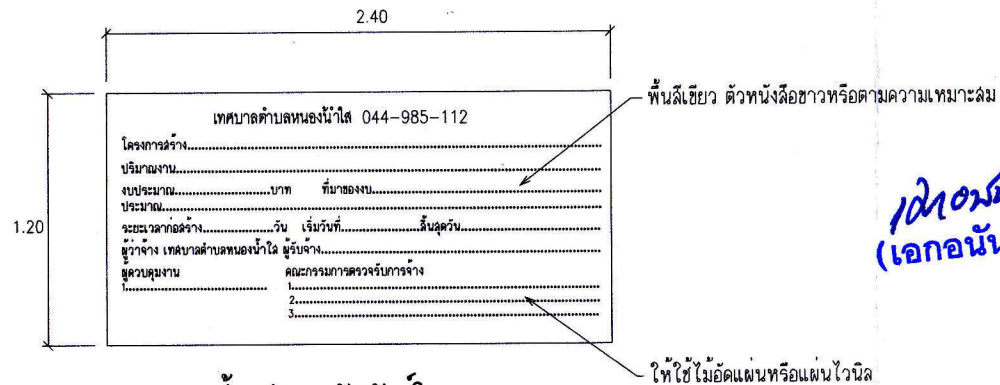 2.40
พื้นสีเขียว ตัวหนังสือขาวหรือตามความเหมาะสม
เทศบาลตำบลหนองน้ำใส 044-985-112
โครงการสร้าง
ปริมาณงาน
งบประมาณ บาท ที่มาของงบ
ประมาณ
1.20
ระยะเวลาก่อสร้าง วัน เริ่มวันที่ สิ้นสุดวัน
ผู้ว่าจ้าง เทศบาลตำบลหนองน้ำใส ผู้รับจ้าง
ผู้ควบคุมงาน คณะกรรมการตรวจรับการจ้าง
1 1
2
3
(เอกอนัน
ให้ใช้ไม้อัดแผ่นหรือแผ่นไวนิล